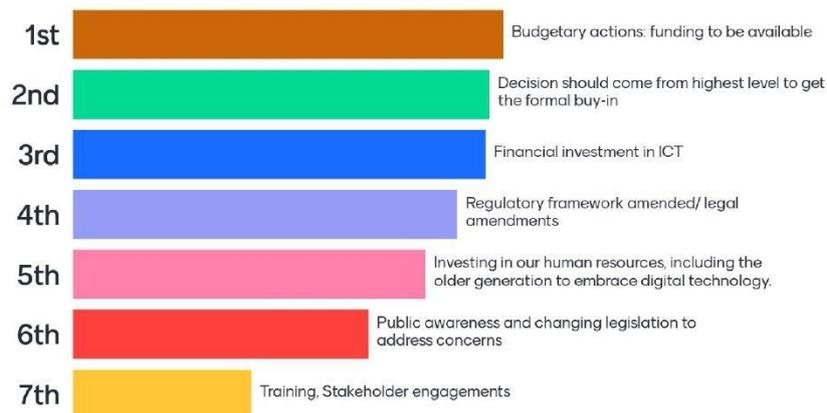 1st
Budgetary actions: funding to be available
2nd
Decision should come from highest level to get
the formal buy-in
3rd
Financial investment in ICT
4th
Regulatory framework amended/ legal
amendments
5th
Investing in our human resources, including the
older generation to embrace digital technology.
6th
Public awareness and changing legislation to
address concerns
7th
Training, Stakeholder engagements